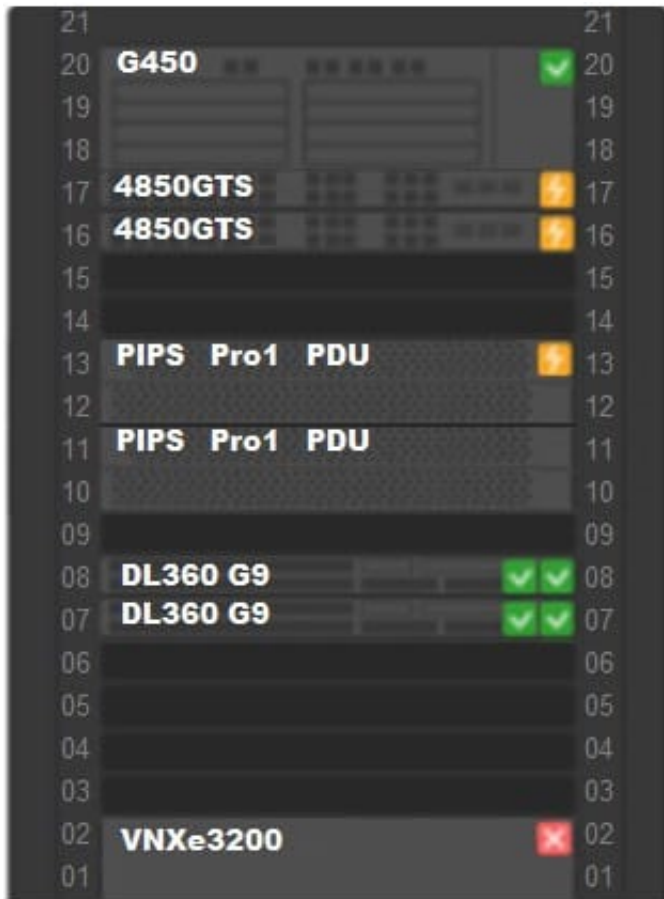 21 21
20 G450 20
19 19
18 18
17 4850GTS 17
16 4850GTS 16
15 15
14 14
13 PIPS Pro1 PDU 13
12 12
11 PIPS Pro1 PDU 11
10 10
09 09
08 DL360 G9 08
07 DL360 G9 07
06 06
05 05
04 04
03 03
02 VNXe3200 02
01 01